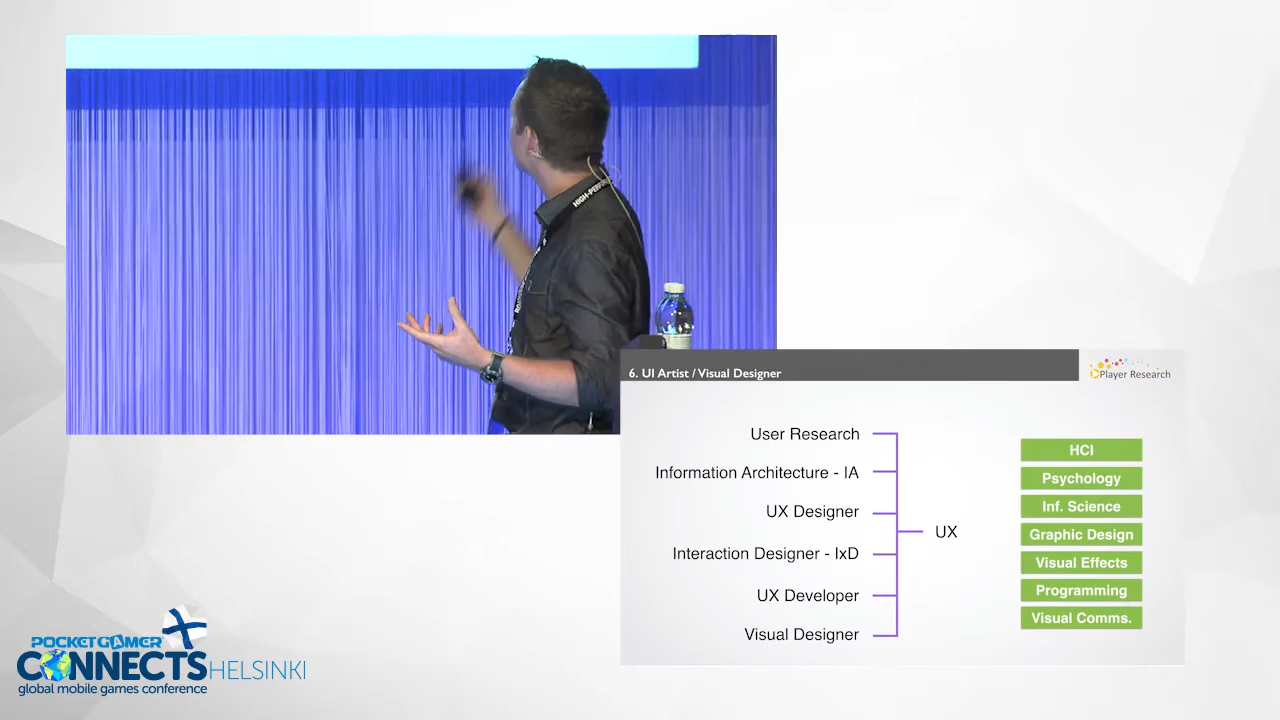 HIGH-PERF
6. UI Artist / Visual Designer
Player Research
User Research
Information Architecture - IA
UX Designer
Interaction Designer - IxD
UX Developer
Visual Designer
UX
HCI
Psychology
Inf. Science
Graphic Design
Visual Effects
Programming
Visual Comms.
POCKETGAMER
CONNECTS HELSINKI
global mobile games conference